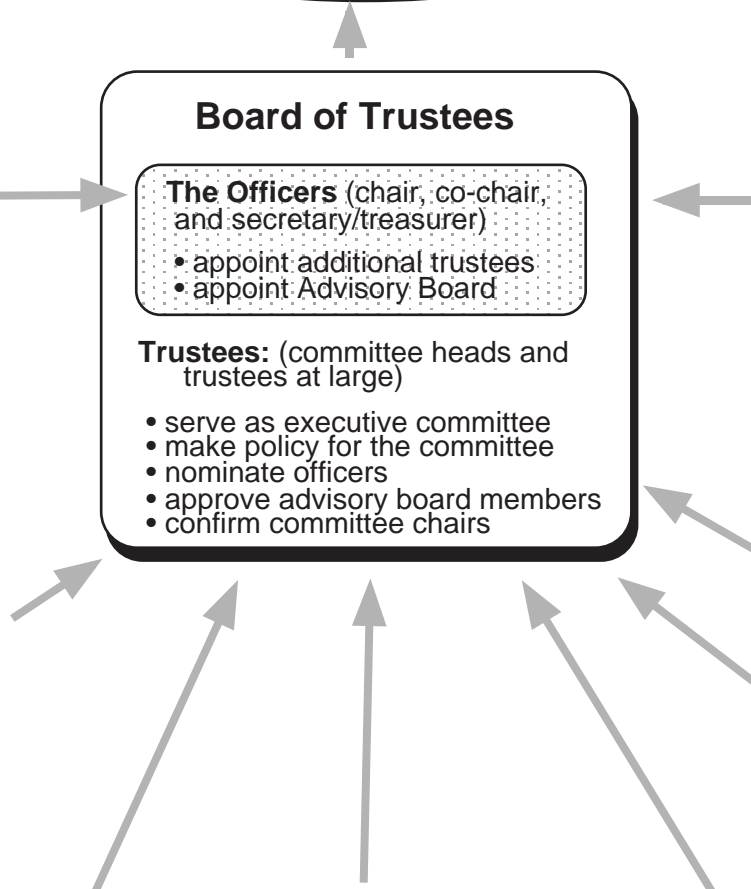 Board of Trustees
The Officers (chair, co-chair,
and secretary/treasurer)
• appoint additional trustees
• appoint Advisory Board
Trustees: (committee heads and
trustees at large)
• serve as executive committee
• make policy for the committee
• nominate officers
• approve advisory board members
• confirm committee chairs